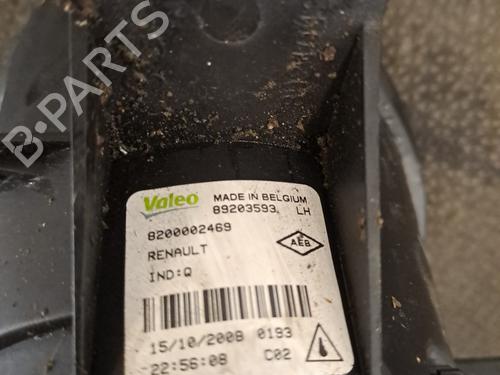 B-PARTS
Valeo MADE IN BELGIUM
89203593 LH
8200002469
RENAULT
IND:Q
AEB
15/10/2008 0193
22:56:08 C02